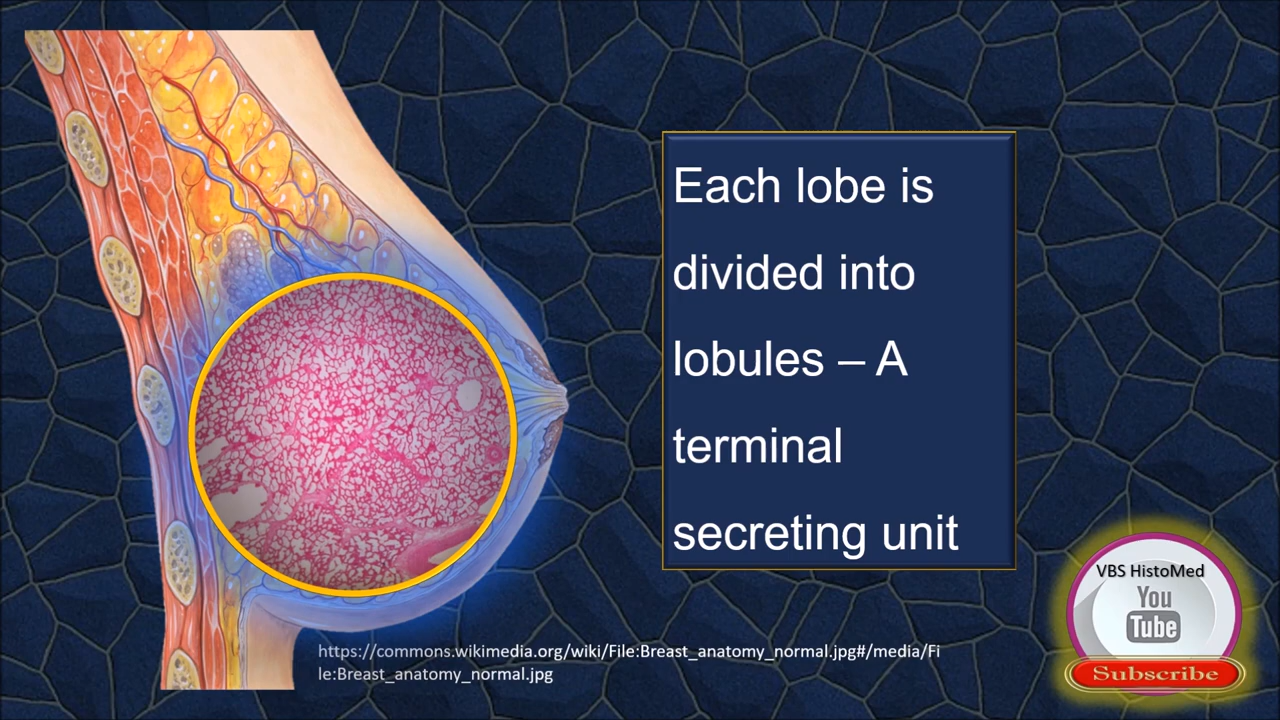 Each lobe is
divided into
lobules – A
terminal
secreting unit
VBS HistoMed
You
Tube
Subscribe
https://commons.wikimedia.org/wiki/File:Breast_anatomy_normal.jpg#/media/Fi
le:Breast_anatomy_normal.jpg